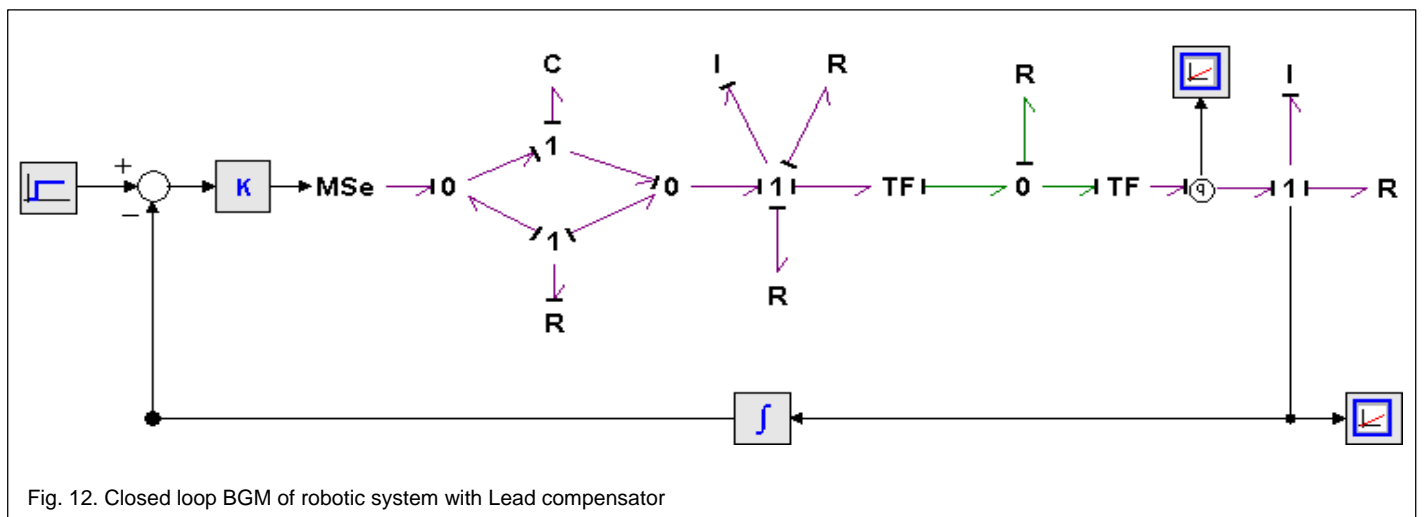 C I R R I
1 +
K MSe 0 0 1 TF 0 TF q 1 R
− 1
R R
∫
Fig. 12. Closed loop BGM of robotic system with Lead compensator